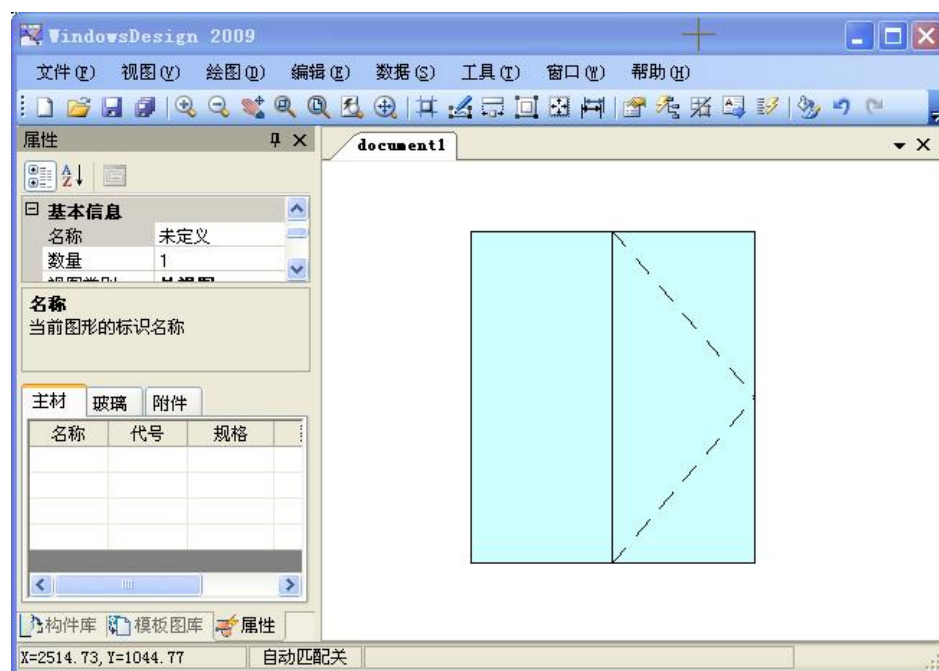 WindowsDesign 2009
文件(F) 视图(V) 绘图(D) 编辑(E) 数据(S) 工具(T) 窗口(W) 帮助(H)
属性
document1
基本信息
名称 未定义
数量 1
名称
当前图形的标识名称
主材 玻璃 附件
名称 代号 规格
构件库 模板图库 属性
X=2514.73, Y=1044.77 自动匹配关